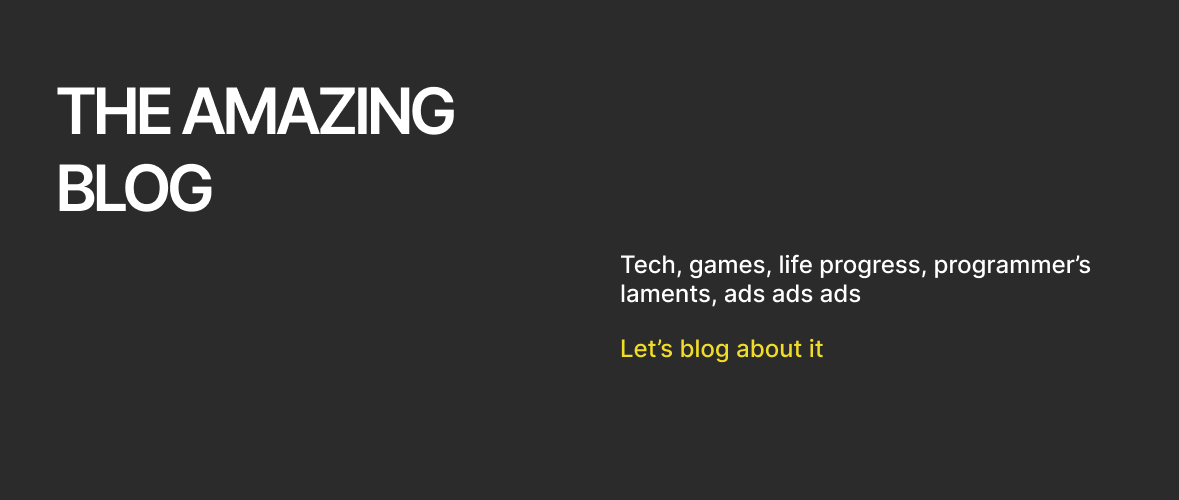 THE AMAZING
BLOG
Tech, games, life progress, programmer’s
laments, ads ads ads
Let’s blog about it